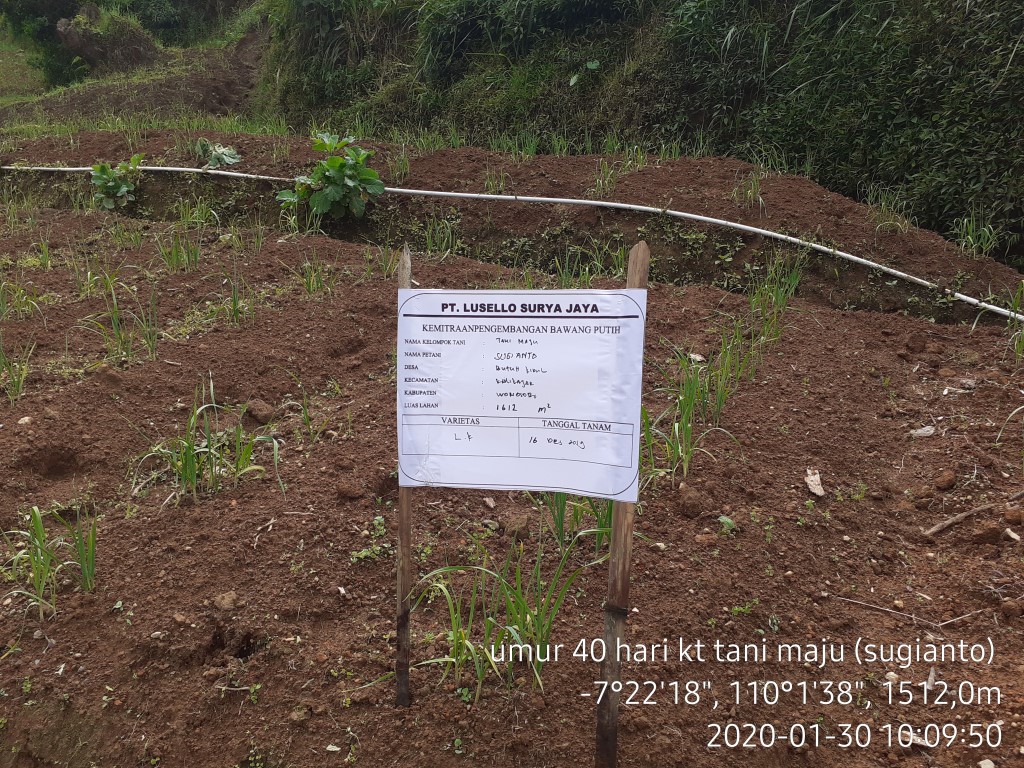 PT. LUSELLO SURYA JAYA
KEMITRAANPENGEMBANGAN BAWANG PUTIH
NAMA KELOMPOK TANI : TANI MAJU
NAMA PETANI : SUGIANTO
DESA :
KECAMATAN :
KABUPATEN :
LUAS LAHAN : 1612 m²
VARIETAS TANGGAL TANAM
L.K 16 Des 2019
umur 40 hari kt tani maju (sugianto)
-7°22'18", 110°1'38", 1512,0m
2020-01-30 10:09:50